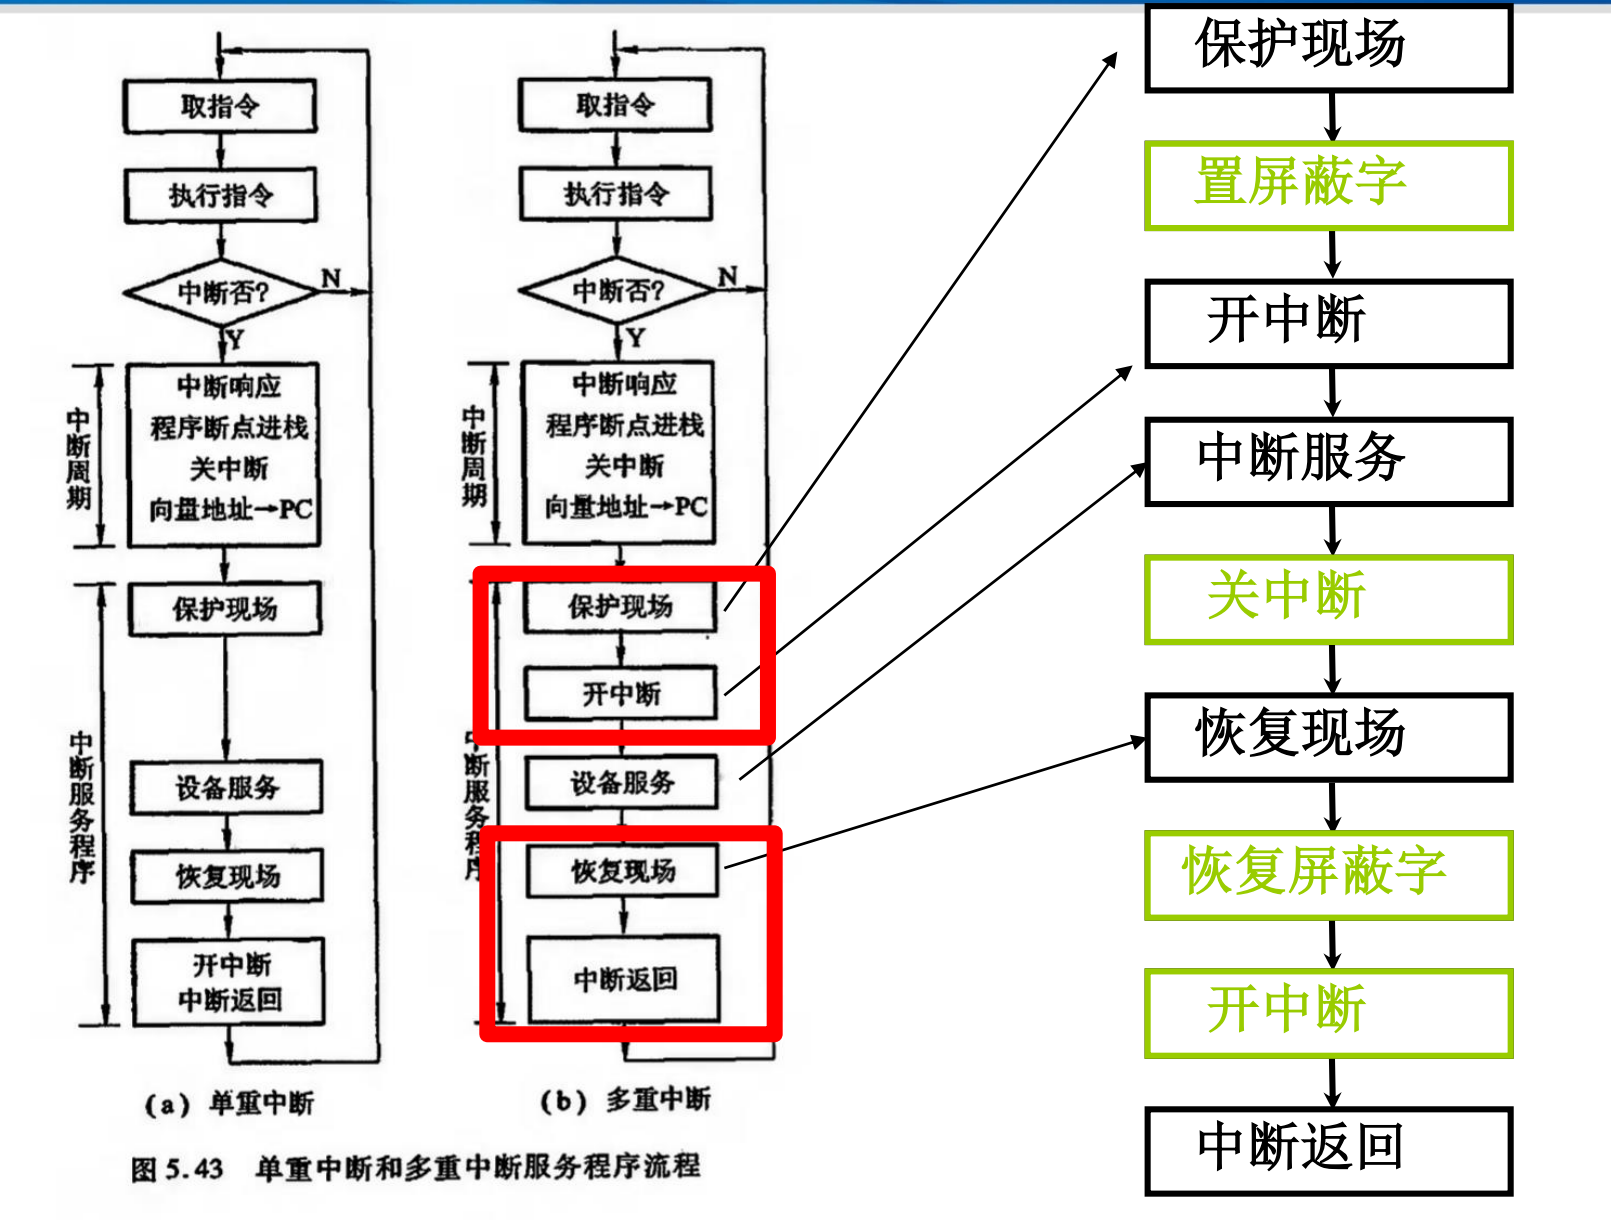 取指令
执行指令
中断否?
N
Y
中断周期
中断响应
程序断点进栈
关中断
向量地址→PC
中断服务程序
保护现场
设备服务
恢复现场
开中断
中断返回
(a) 单重中断
取指令
执行指令
中断否?
N
Y
中断周期
中断响应
程序断点进栈
关中断
向量地址→PC
中断服务程序
保护现场
开中断
设备服务
恢复现场
中断返回
(b) 多重中断
图 5.43 单重中断和多重中断服务程序流程
保护现场
置屏蔽字
开中断
中断服务
关中断
恢复现场
恢复屏蔽字
开中断
中断返回